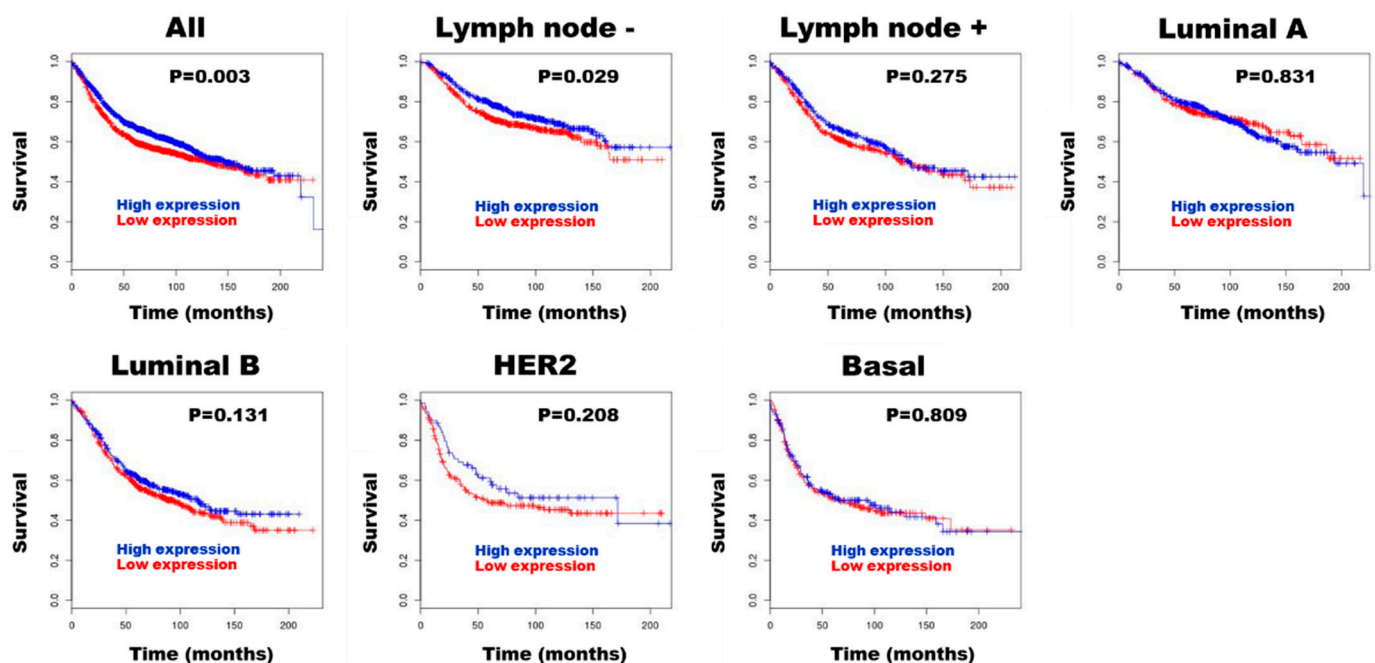 All
P=0.003
Survival
1.0
0.8
0.6
0.4
0.2
0.0
High expression
Low expression
0 50 100 150 200
Time (months)
Lymph node -
P=0.029
Survival
1.0
0.8
0.6
0.4
0.2
0.0
High expression
Low expression
0 50 100 150 200
Time (months)
Lymph node +
P=0.275
Survival
1.0
0.8
0.6
0.4
0.2
0.0
High expression
Low expression
0 50 100 150 200
Time (months)
Luminal A
P=0.831
Survival
1.0
0.8
0.6
0.4
0.2
0.0
High expression
Low expression
0 50 100 150 200
Time (months)
Luminal B
P=0.131
Survival
1.0
0.8
0.6
0.4
0.2
0.0
High expression
Low expression
0 50 100 150 200
Time (months)
HER2
P=0.208
Survival
1.0
0.8
0.6
0.4
0.2
0.0
High expression
Low expression
0 50 100 150 200
Time (months)
Basal
P=0.809
Survival
1.0
0.8
0.6
0.4
0.2
0.0
High expression
Low expression
0 50 100 150 200
Time (months)